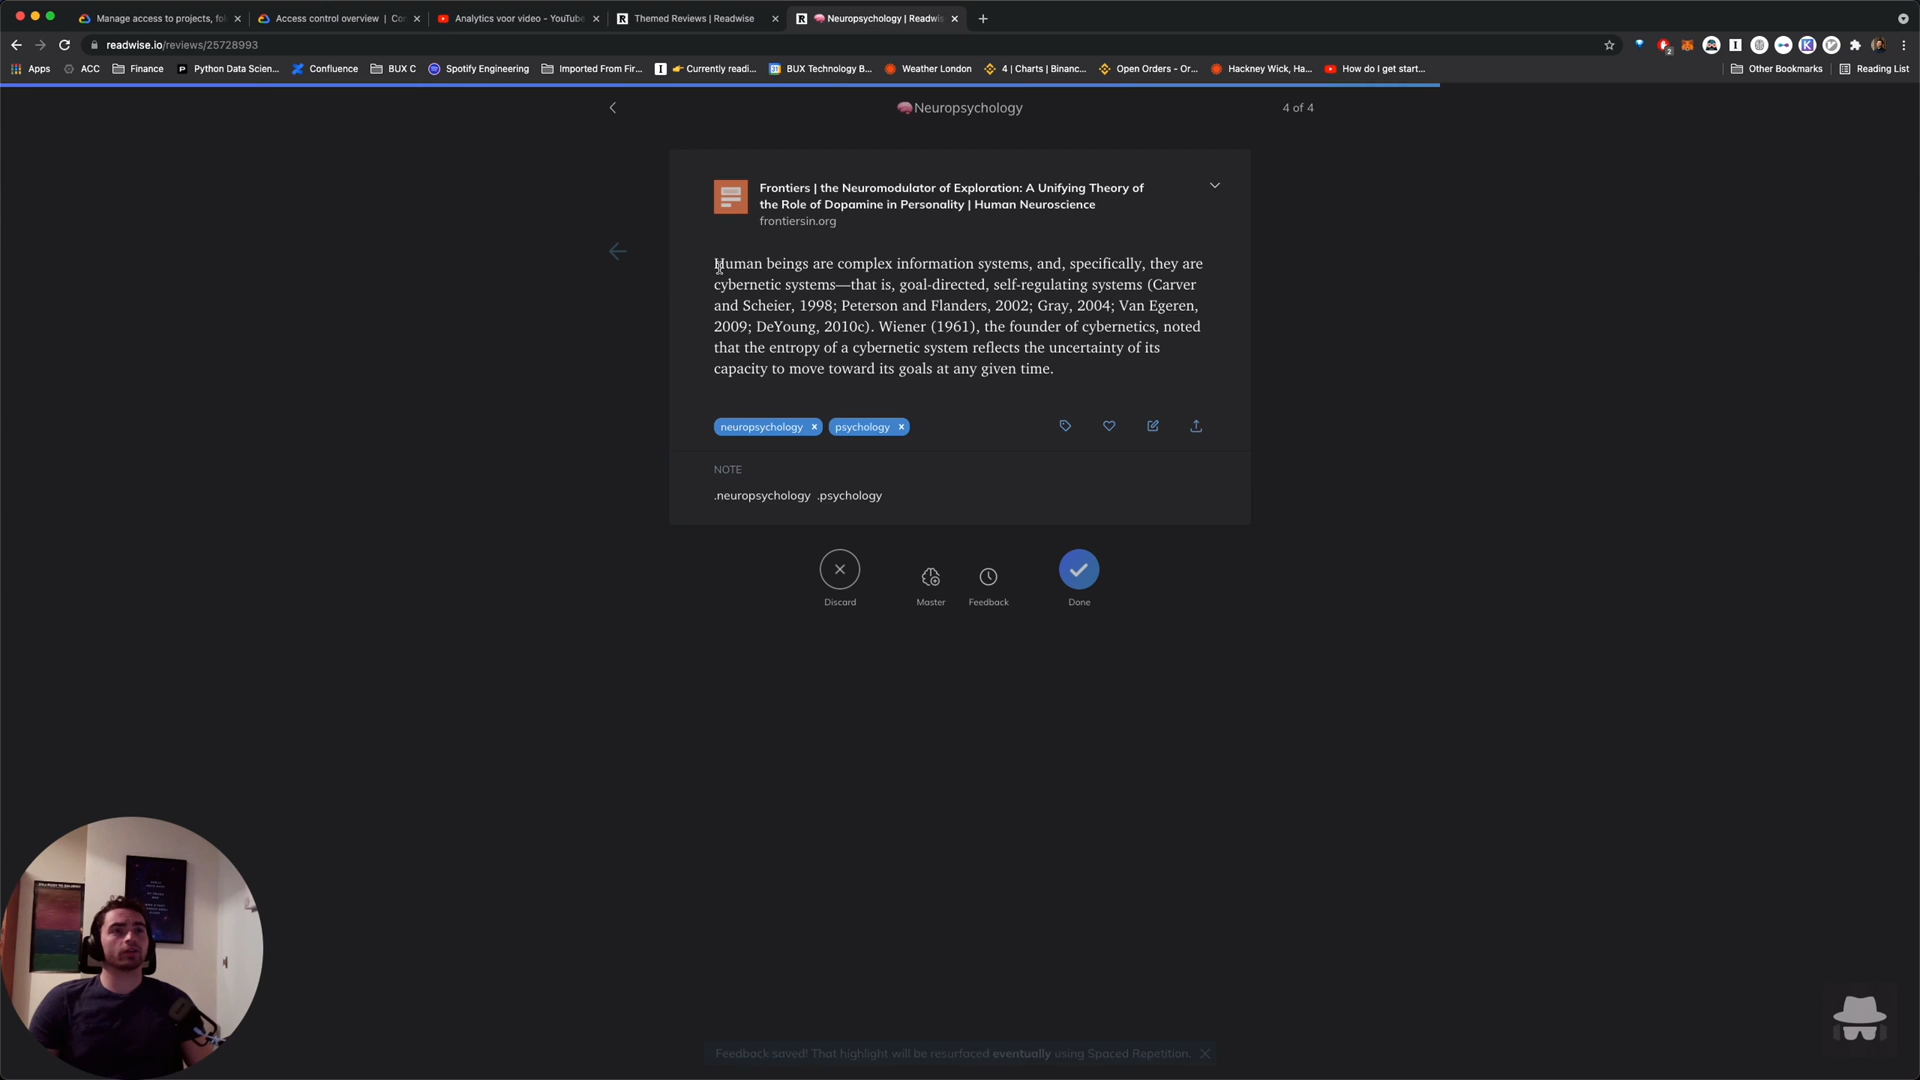 Manage access to projects, fol
Access control overview | Co
Analytics voor video - YouTube
Themed Reviews | Readwise
🧠 Neuropsychology | Readwis
readwise.io/reviews/25728993
Apps
ACC
Finance
Python Data Scien...
Confluence
BUX C
Spotify Engineering
Imported From Fir...
👉 Currently readi...
BUX Technology B...
Weather London
4 | Charts | Binanc...
Open Orders - Or...
Hackney Wick, Ha...
How do I get start...
Other Bookmarks
Reading List
🧠Neuropsychology
4 of 4
Frontiers | the Neuromodulator of Exploration: A Unifying Theory of
the Role of Dopamine in Personality | Human Neuroscience
frontiersin.org
Human beings are complex information systems, and, specifically, they are
cybernetic systems—that is, goal-directed, self-regulating systems (Carver
and Scheier, 1998; Peterson and Flanders, 2002; Gray, 2004; Van Egeren,
2009; DeYoung, 2010c). Wiener (1961), the founder of cybernetics, noted
that the entropy of a cybernetic system reflects the uncertainty of its
capacity to move toward its goals at any given time.
neuropsychology x
psychology x
NOTE
.neuropsychology .psychology
Discard
Master
Feedback
Done
Feedback saved! That highlight will be resurfaced eventually using Spaced Repetition.